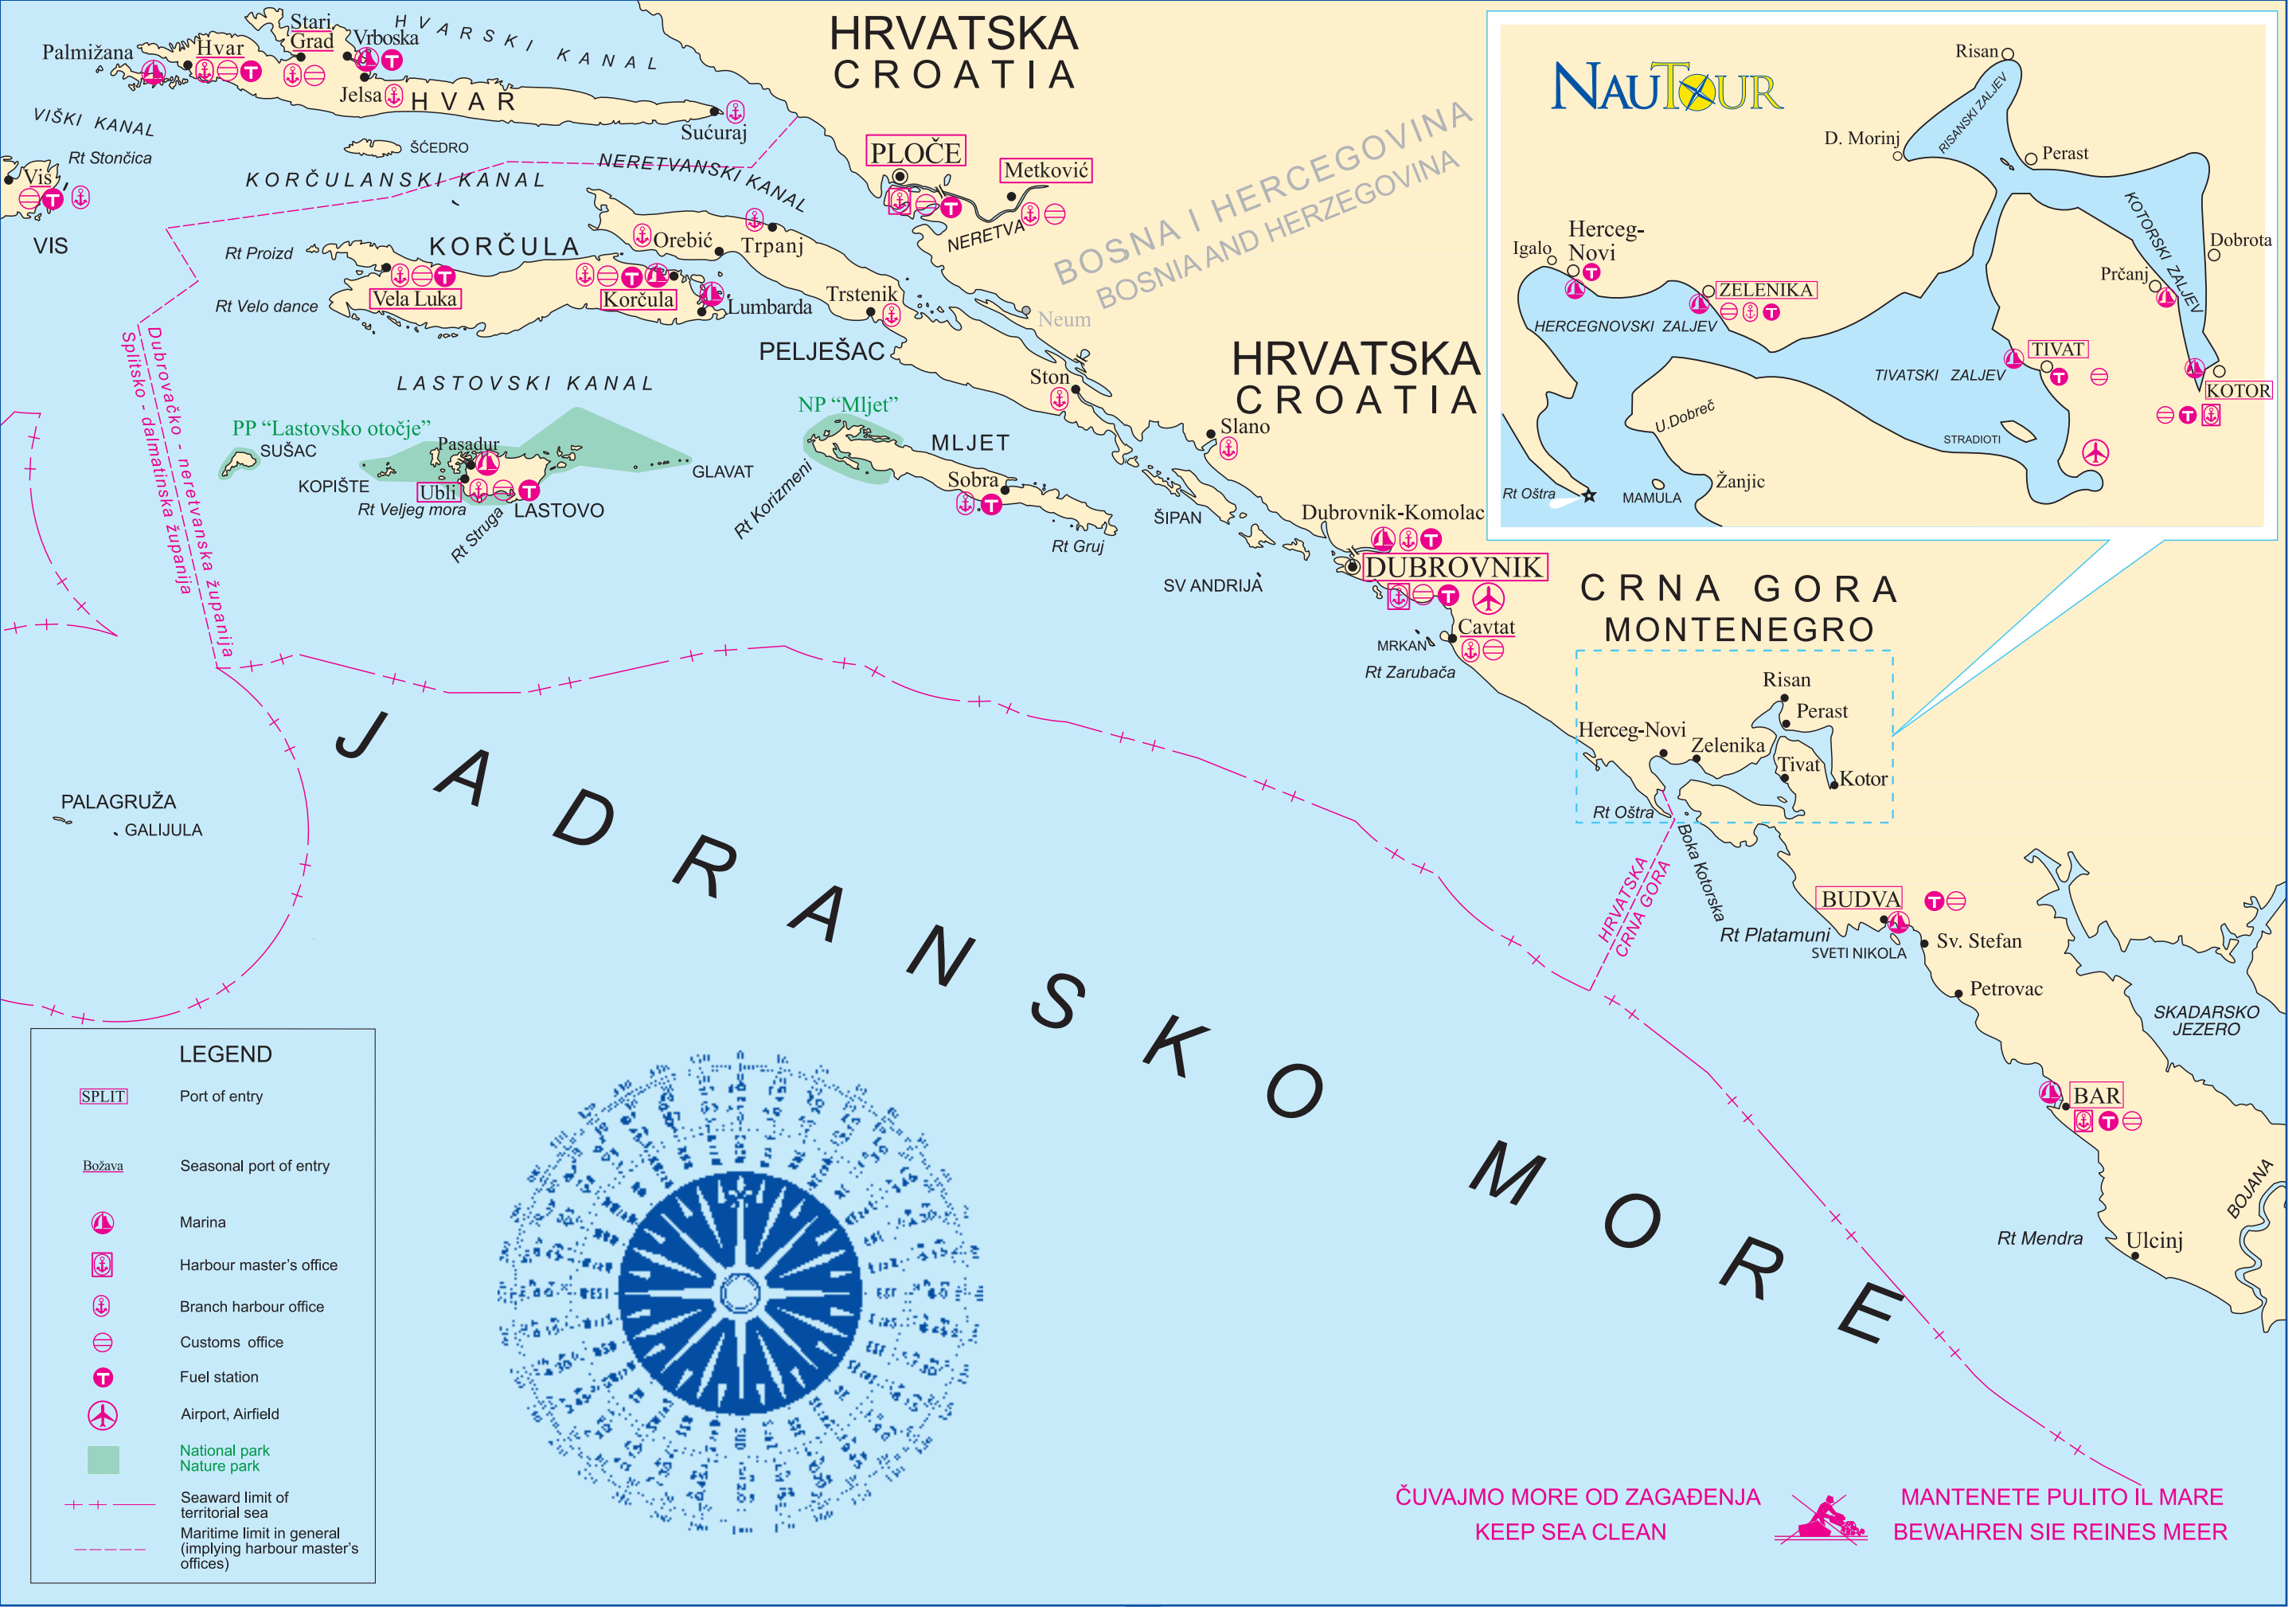 HRVATSKA
CROATIA
HVARSKI KANAL
Stari
Grad
Vrboska
Palmižana
Hvar
Jelsa
HVAR
Sućuraj
VIŠKI KANAL
Rt Stončica
ŠĆEDRO
KORČULANSKI KANAL
NERETVANSKI KANAL
Vis
VIS
PLOČE
Metković
NERETVA
BOSNA I HERCEGOVINA
BOSNIA AND HERZEGOVINA
Neum
Rt Proizd
KORČULA
Orebić
Trpanj
Vela Luka
Korčula
Lumbarda
Rt Velo dance
Trstenik
PELJEŠAC
Ston
HRVATSKA
CROATIA
Dubrovačko - neretvanska županija
Splitsko - dalmatinska županija
LASTOVSKI KANAL
PP “Lastovsko otočje”
SUŠAC
Pasadur
KOPIŠTE
Ubli
GLAVAT
Rt Veljeg mora
LASTOVO
Rt Struga
NP “Mljet”
MLJET
Sobra
Rt Korizmeni
Rt Gruj
Slano
ŠIPAN
SV ANDRIJA
Dubrovnik-Komolac
DUBROVNIK
Cavtat
MRKAN
Rt Zarubača
NAUTOUR
Risan
RISANSKI ZALJEV
D. Morinj
Perast
KOTORSKI ZALJEV
Dobrota
Prčanj
Igalo
Herceg-
Novi
ZELENIKA
HERCEGNOVSKI ZALJEV
TIVAT
TIVATSKI ZALJEV
KOTOR
U.Dobreč
STRADIOTI
Žanjic
MAMULA
Rt Oštra
CRNA GORA
MONTENEGRO
Risan
Perast
Herceg-Novi
Zelenika
Tivat
Kotor
Rt Oštra
Boka Kotorska
HRVATSKA
CRNA GORA
BUDVA
Rt Platamuni
SVETI NIKOLA
Sv. Stefan
Petrovac
SKADARSKO
JEZERO
BAR
BOJANA
Rt Mendra
Ulcinj
PALAGRUŽA
GALIJULA
JADRANSKO MORE
LEGEND
SPLIT
Port of entry
Božava
Seasonal port of entry
Marina
Harbour master's office
Branch harbour office
Customs office
Fuel station
Airport, Airfield
National park
Nature park
Seaward limit of
territorial sea
Maritime limit in general
(implying harbour master's
offices)
ČUVAJMO MORE OD ZAGAĐENJA
KEEP SEA CLEAN
MANTENETE PULITO IL MARE
BEWAHREN SIE REINES MEER